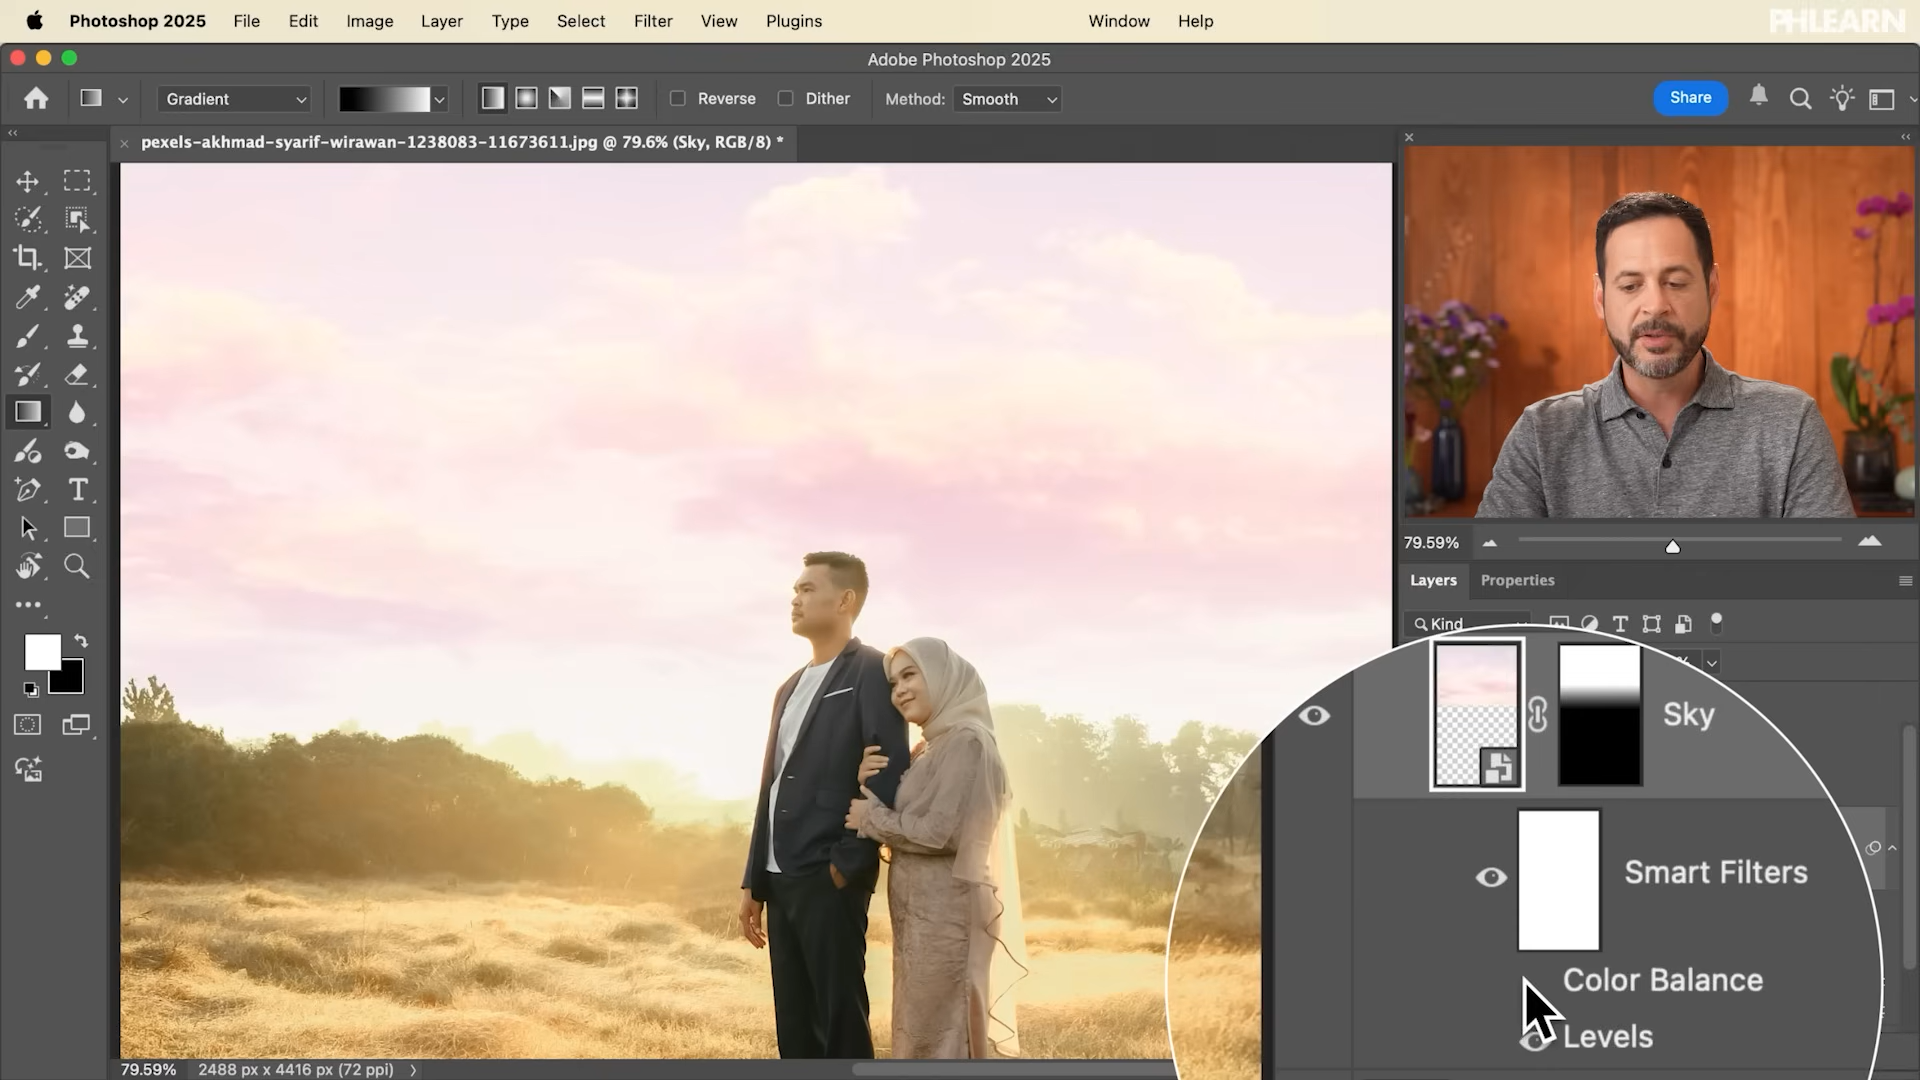 Photoshop 2025 File Edit Image Layer Type Select Filter View Plugins Window Help
PHLEARN
Adobe Photoshop 2025
Gradient Reverse Dither Method: Smooth Share
pexels-akhmad-syarif-wirawan-1238083-11673611.jpg @ 79.6% (Sky, RGB/8) *
79.59%
Layers Properties
Kind
Sky
Smart Filters
Color Balance
Levels
79.59% 2488 px x 4416 px (72 ppi)